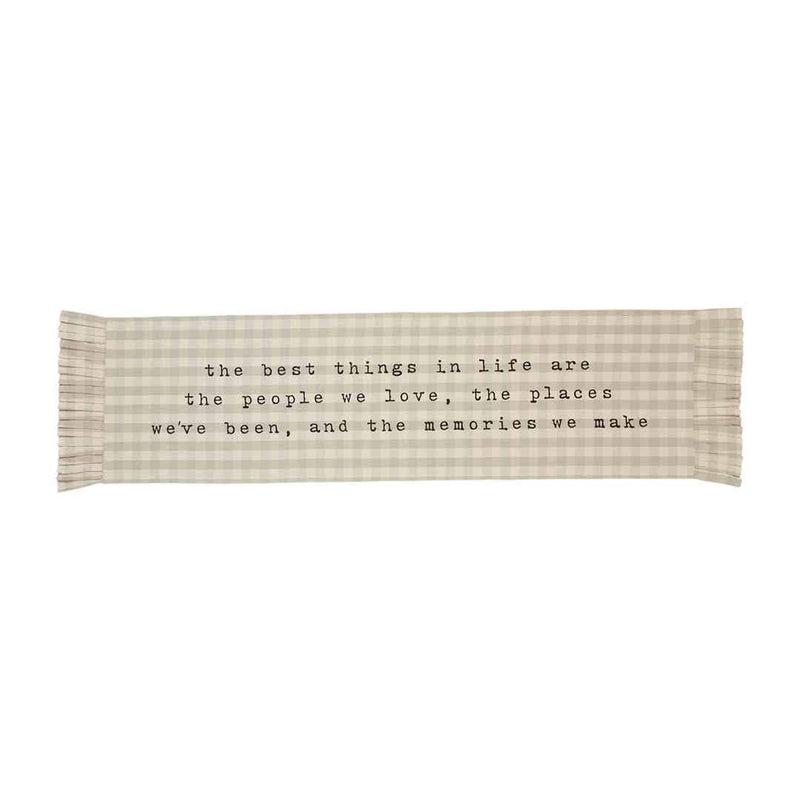 the best things in life are
the people we love, the places
we've been, and the memories we make